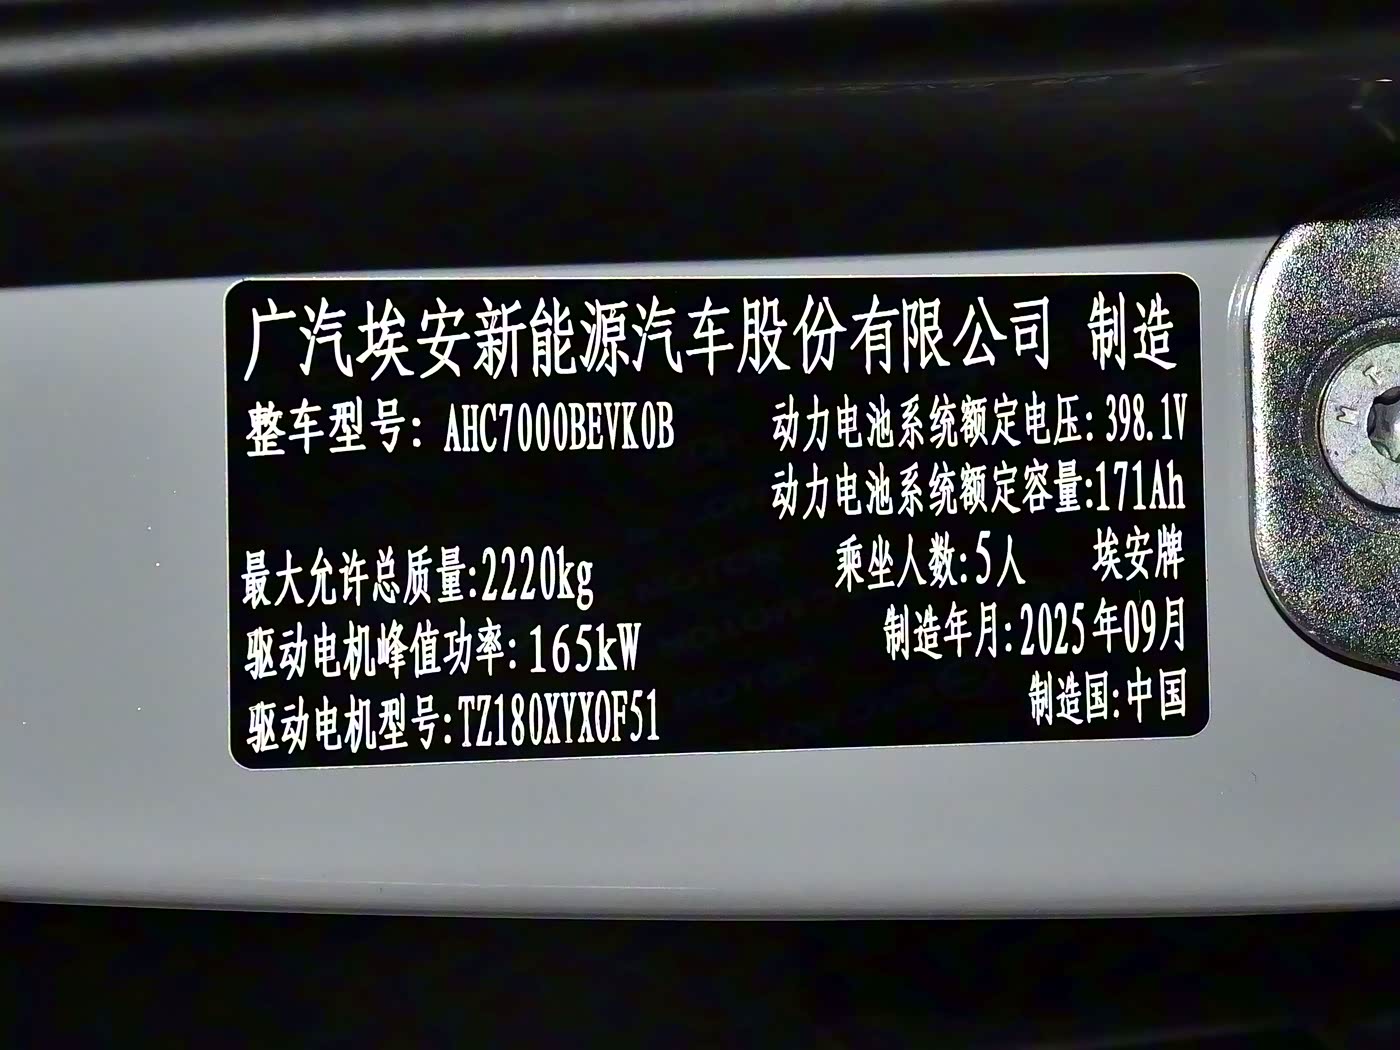 广汽埃安新能源汽车股份有限公司 制造
整车型号: AHC7000BEVK0B
动力电池系统额定电压: 398.1V
动力电池系统额定容量:171Ah
最大允许总质量:2220kg
乘坐人数:5人 埃安牌
驱动电机峰值功率: 165kW
制造年月:2025年09月
驱动电机型号:TZ180XYX0F51
制造国:中国